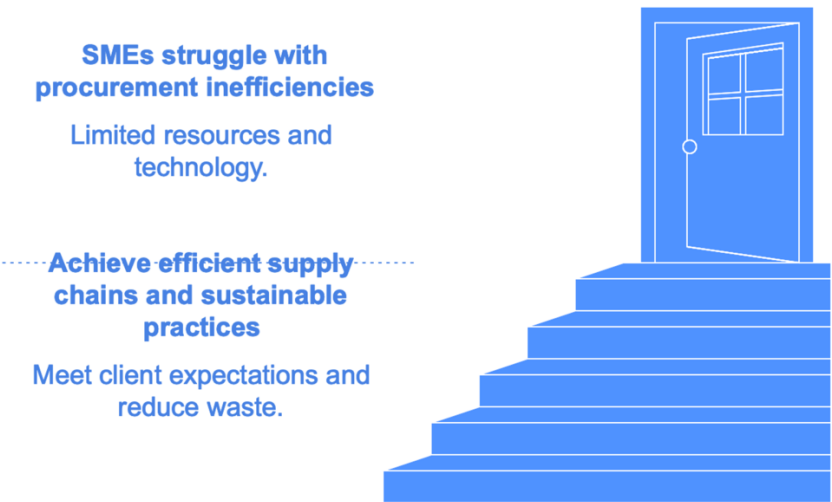 SMEs struggle with
procurement inefficiencies
Limited resources and
technology.
Achieve efficient supply
chains and sustainable
practices
Meet client expectations and
reduce waste.